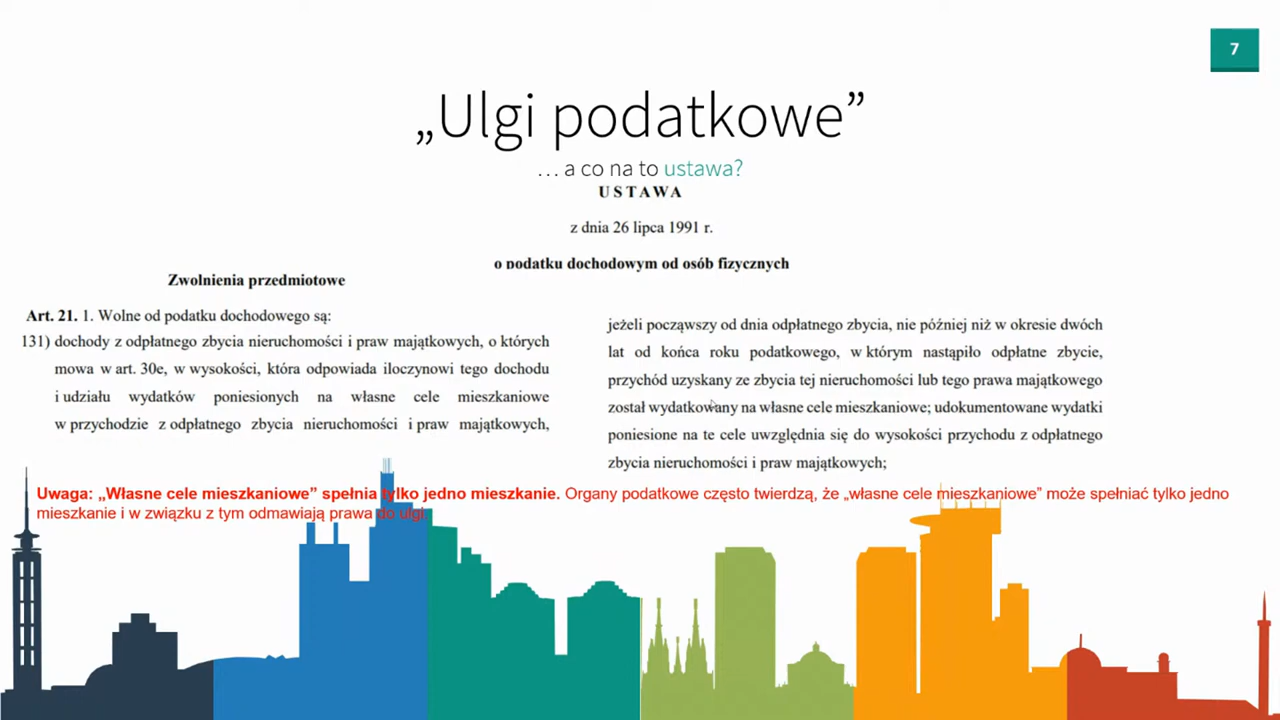 7
„Ulgi podatkowe”
… a co na to ustawa?
USTAWA
z dnia 26 lipca 1991 r.
o podatku dochodowym od osób fizycznych
Zwolnienia przedmiotowe
Art. 21. 1. Wolne od podatku dochodowego są:
131) dochody z odpłatnego zbycia nieruchomości i praw majątkowych, o których
mowa w art. 30e, w wysokości, która odpowiada iloczynowi tego dochodu
i udziału wydatków poniesionych na własne cele mieszkaniowe
w przychodzie z odpłatnego zbycia nieruchomości i praw majątkowych,
jeżeli począwszy od dnia odpłatnego zbycia, nie później niż w okresie dwóch
lat od końca roku podatkowego, w którym nastąpiło odpłatne zbycie,
przychód uzyskany ze zbycia tej nieruchomości lub tego prawa majątkowego
został wydatkowany na własne cele mieszkaniowe; udokumentowane wydatki
poniesione na te cele uwzględnia się do wysokości przychodu z odpłatnego
zbycia nieruchomości i praw majątkowych;
Uwaga: „Własne cele mieszkaniowe” spełnia tylko jedno mieszkanie. Organy podatkowe często twierdzą, że „własne cele mieszkaniowe” może spełniać tylko jedno
mieszkanie i w związku z tym odmawiają prawa do ulgi.